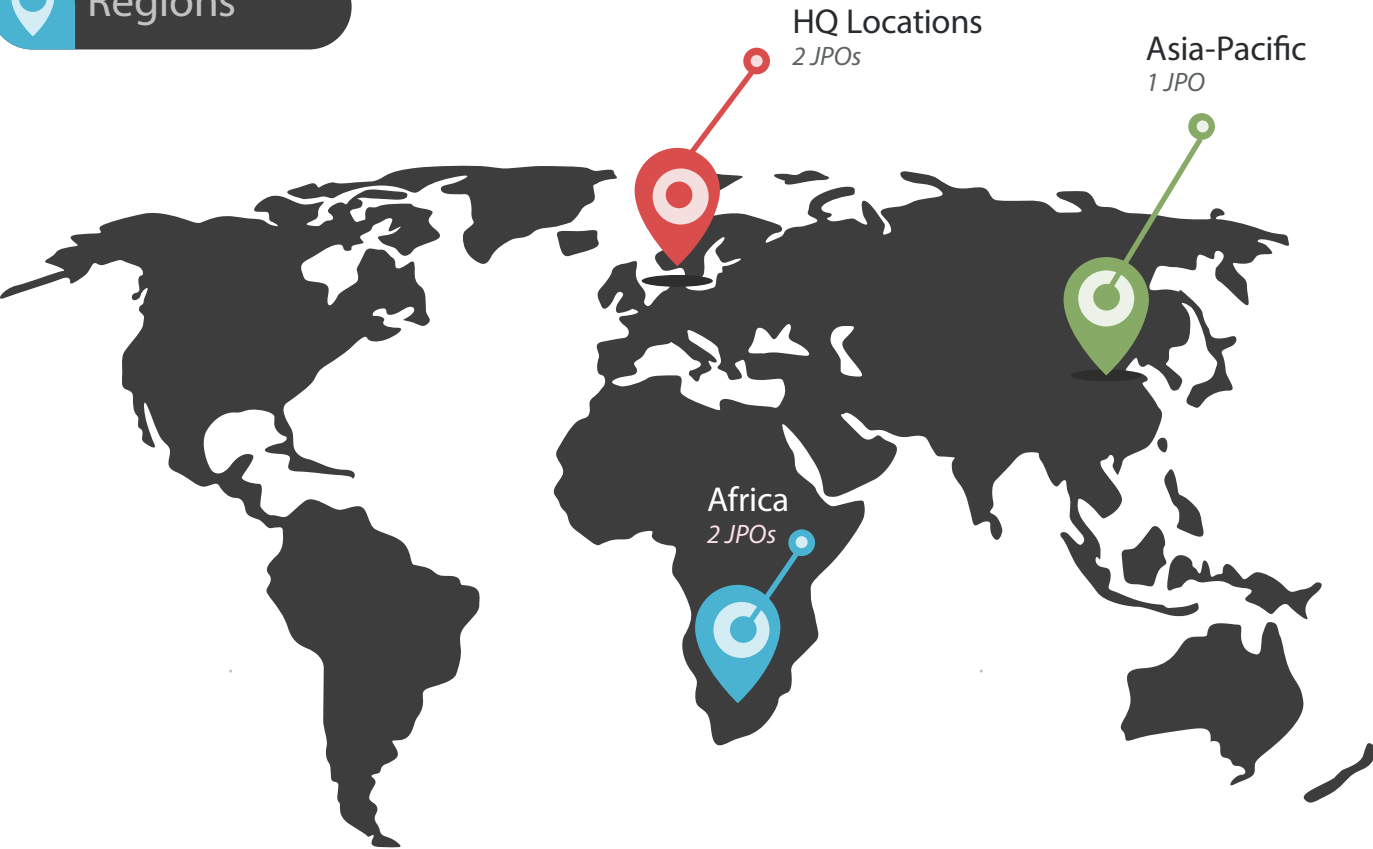 Regions
HQ Locations
2 JPOs
Asia-Pacific
1 JPO
Africa
2 JPOs